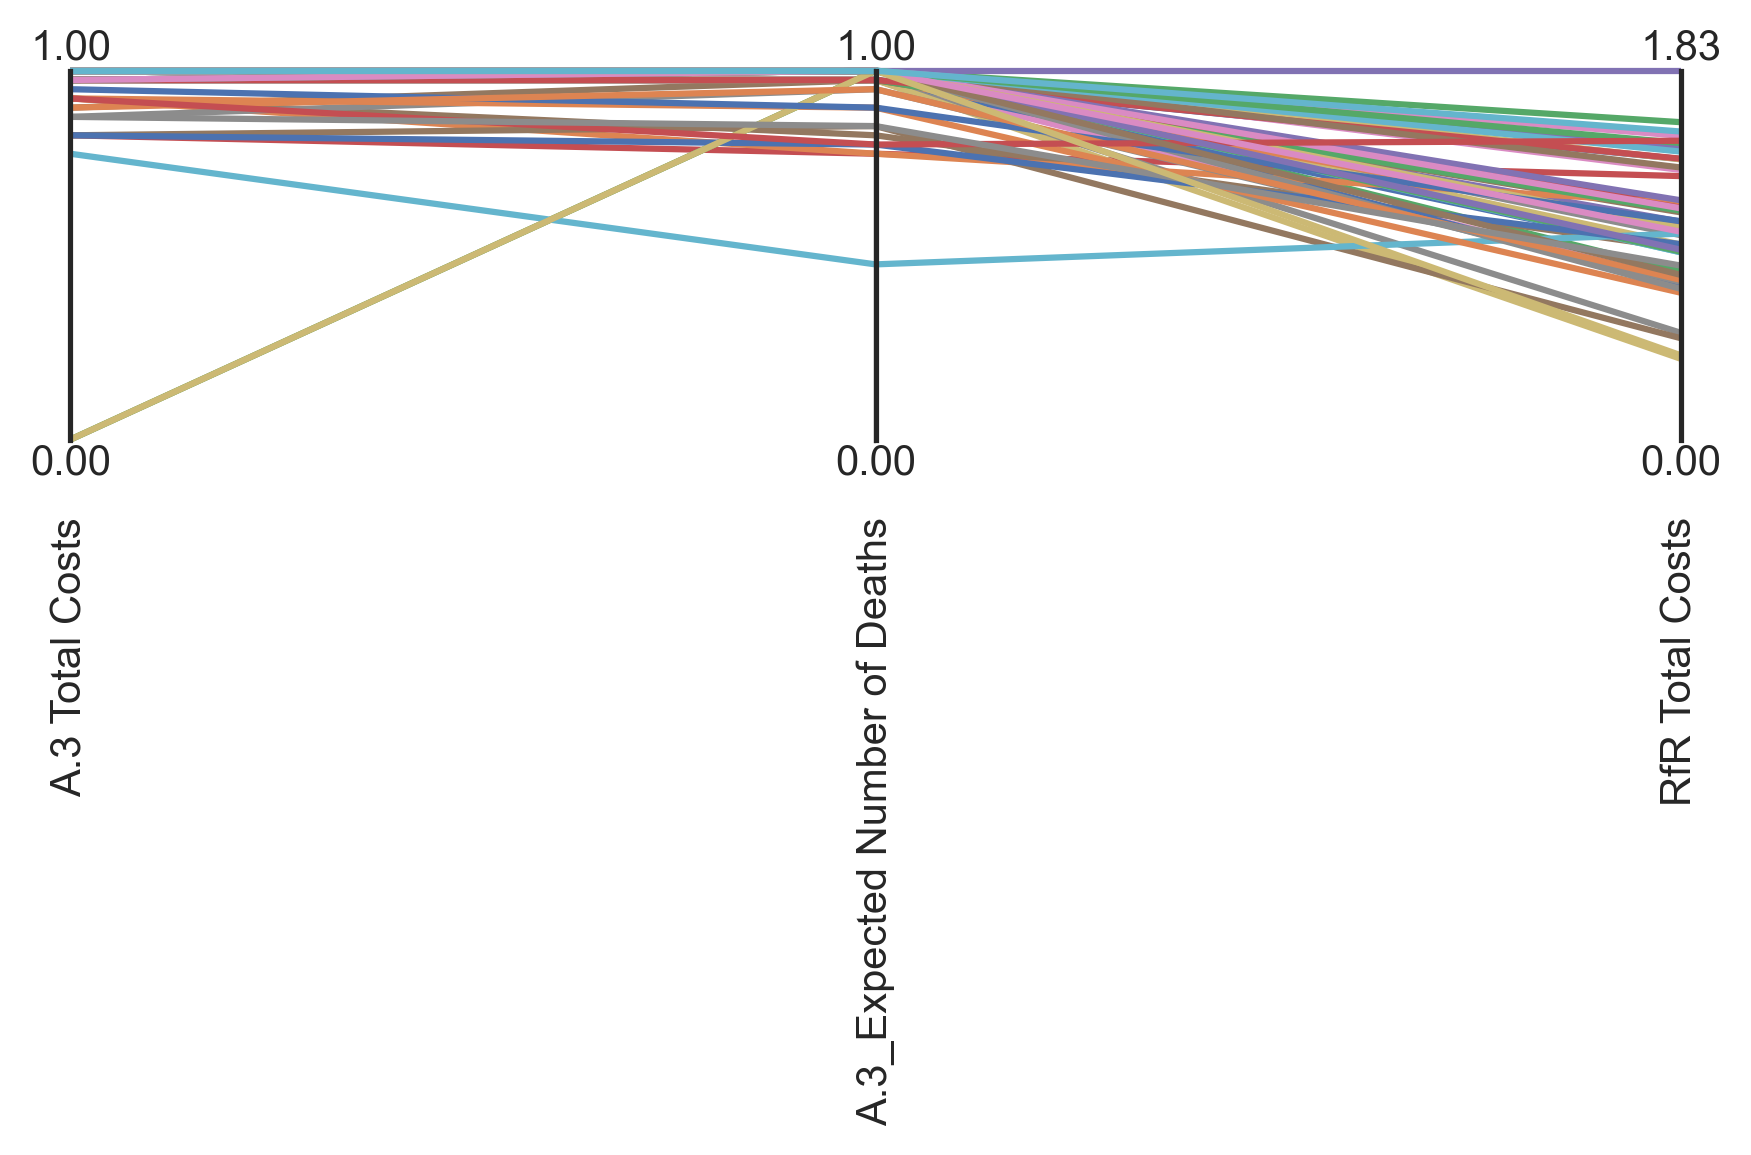 1.00
1.00
1.83
0.00
0.00
0.00
A.3 Total Costs
A.3_Expected Number of Deaths
RfR Total Costs